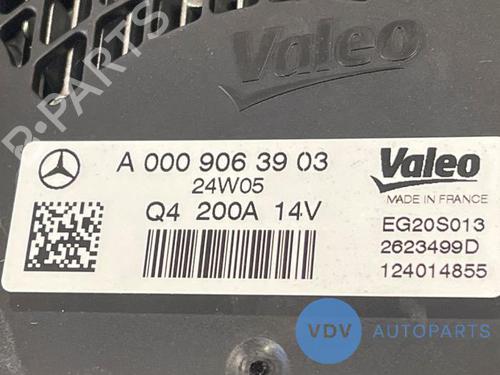 Valeo
B-PARTS
A 000 906 39 03
24W05
Q4 200A 14V
Valeo
MADE IN FRANCE
EG20S013
2623499D
124014855
VDV AUTOPARTS